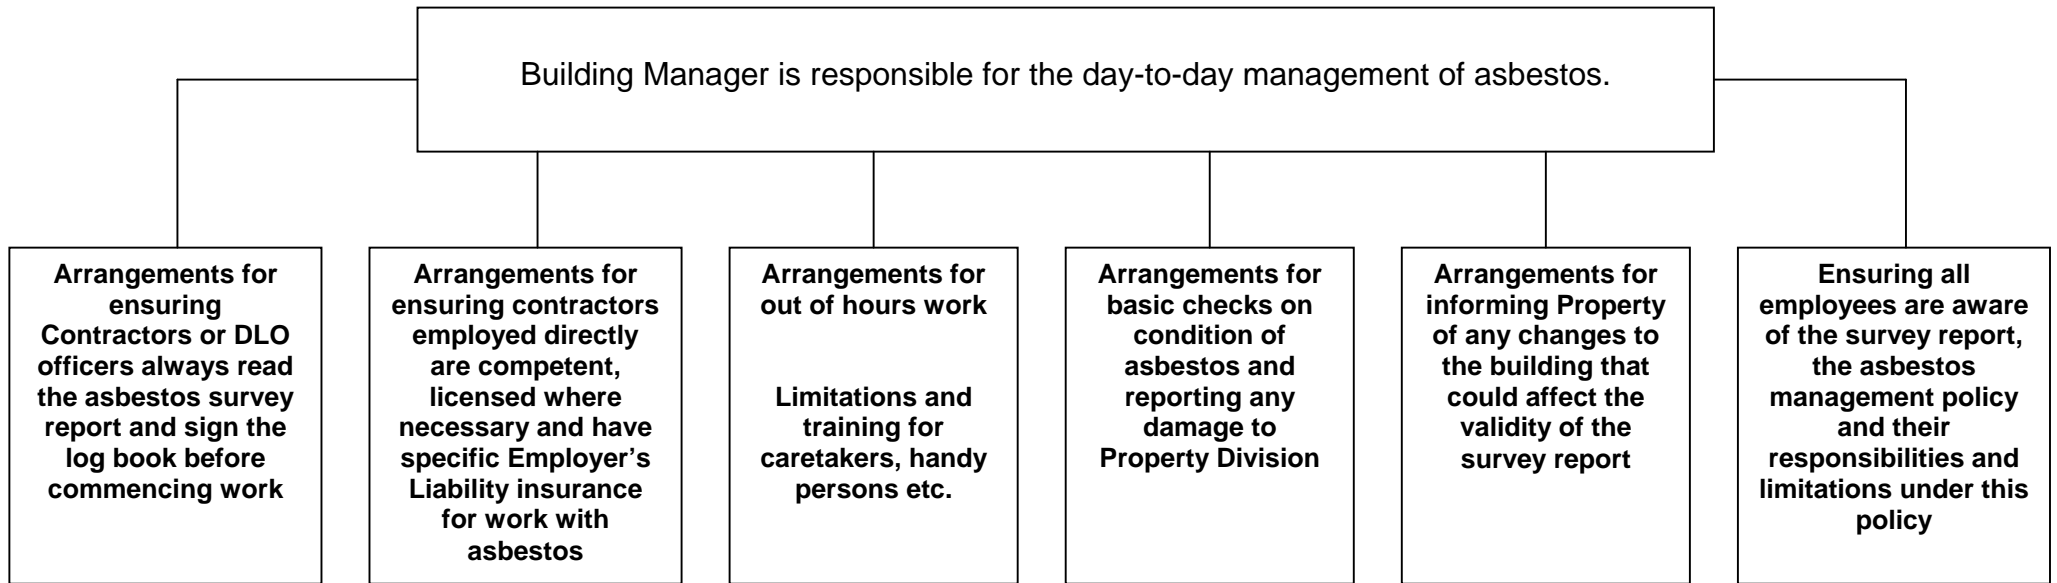 Building Manager is responsible for the day-to-day management of asbestos.
Arrangements for
ensuring
Contractors or DLO
officers always read
the asbestos survey
report and sign the
log book before
commencing work
Arrangements for
ensuring contractors
employed directly
are competent,
licensed where
necessary and have
specific Employer’s
Liability insurance
for work with
asbestos
Arrangements for
out of hours work
Limitations and
training for
caretakers, handy
persons etc.
Arrangements for
basic checks on
condition of
asbestos and
reporting any
damage to
Property Division
Arrangements for
informing Property
of any changes to
the building that
could affect the
validity of the
survey report
Ensuring all
employees are aware
of the survey report,
the asbestos
management policy
and their
responsibilities and
limitations under this
policy